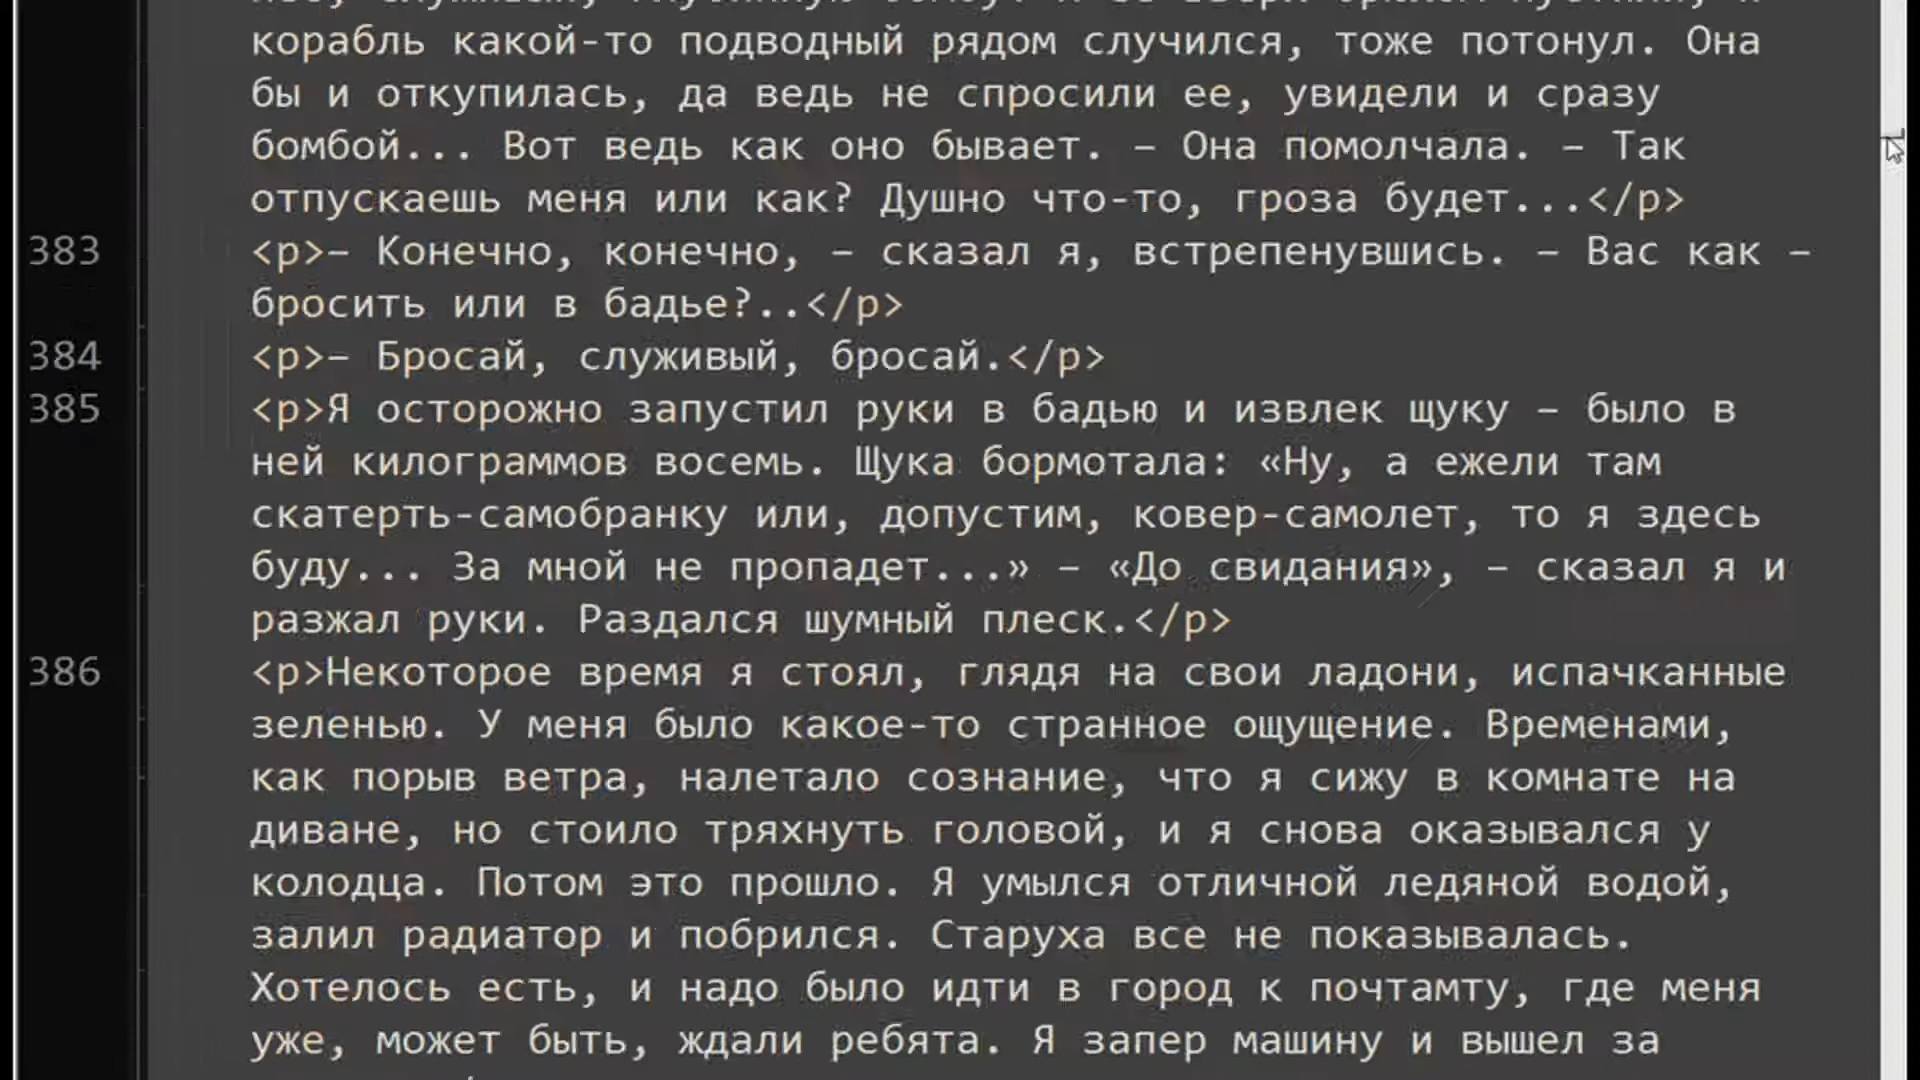 корабль какой-то подводный рядом случился, тоже потонул. Она
бы и откупилась, да ведь не спросили ее, увидели и сразу
бомбой... Вот ведь как оно бывает. – Она помолчала. – Так
отпускаешь меня или как? Душно что-то, гроза будет...</p>
383 <p>– Конечно, конечно, – сказал я, встрепенувшись. – Вас как –
бросить или в бадье?..</p>
384 <p>– Бросай, служивый, бросай.</p>
385 <p>Я осторожно запустил руки в бадью и извлек щуку – было в
ней килограммов восемь. Щука бормотала: «Ну, а ежели там
скатерть-самобранку или, допустим, ковер-самолет, то я здесь
буду... За мной не пропадет...» – «До свидания», – сказал я и
разжал руки. Раздался шумный плеск.</p>
386 <p>Некоторое время я стоял, глядя на свои ладони, испачканные
зеленью. У меня было какое-то странное ощущение. Временами,
как порыв ветра, налетало сознание, что я сижу в комнате на
диване, но стоило тряхнуть головой, и я снова оказывался у
колодца. Потом это прошло. Я умылся отличной ледяной водой,
залил радиатор и побрился. Старуха все не показывалась.
Хотелось есть, и надо было идти в город к почтамту, где меня
уже, может быть, ждали ребята. Я запер машину и вышел за